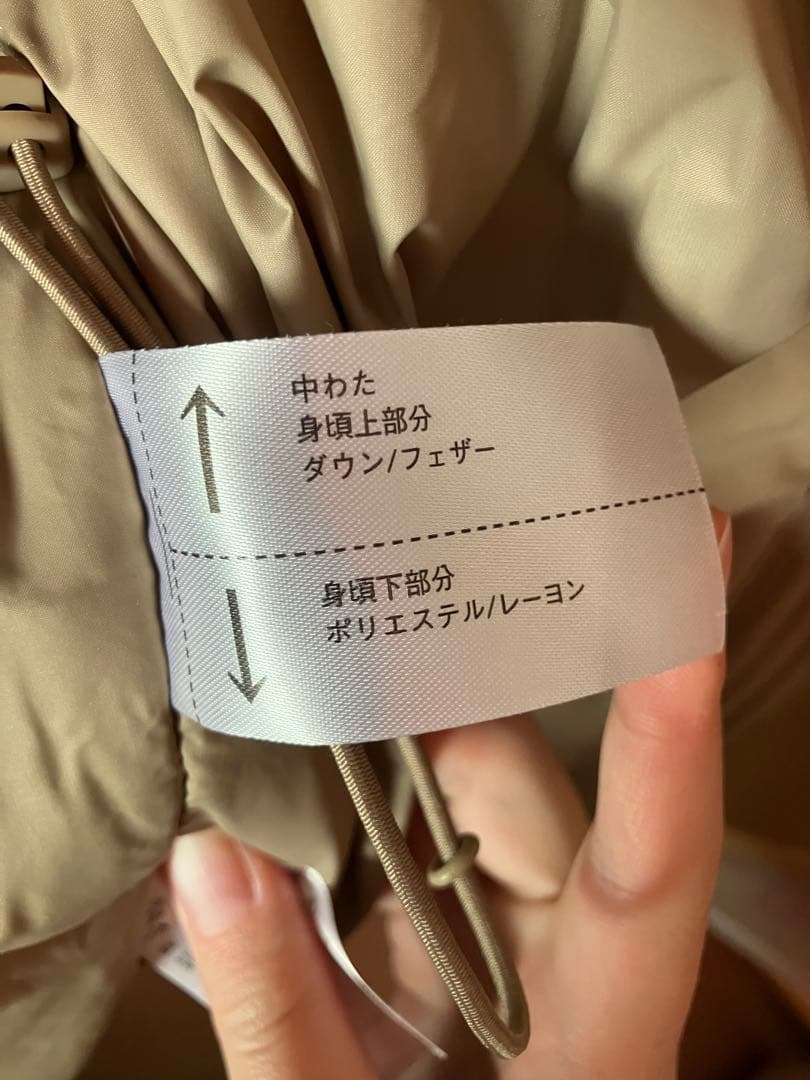 中わた
身頃上部分
ダウン/フェザー
身頃下部分
ポリエステル/レーヨン